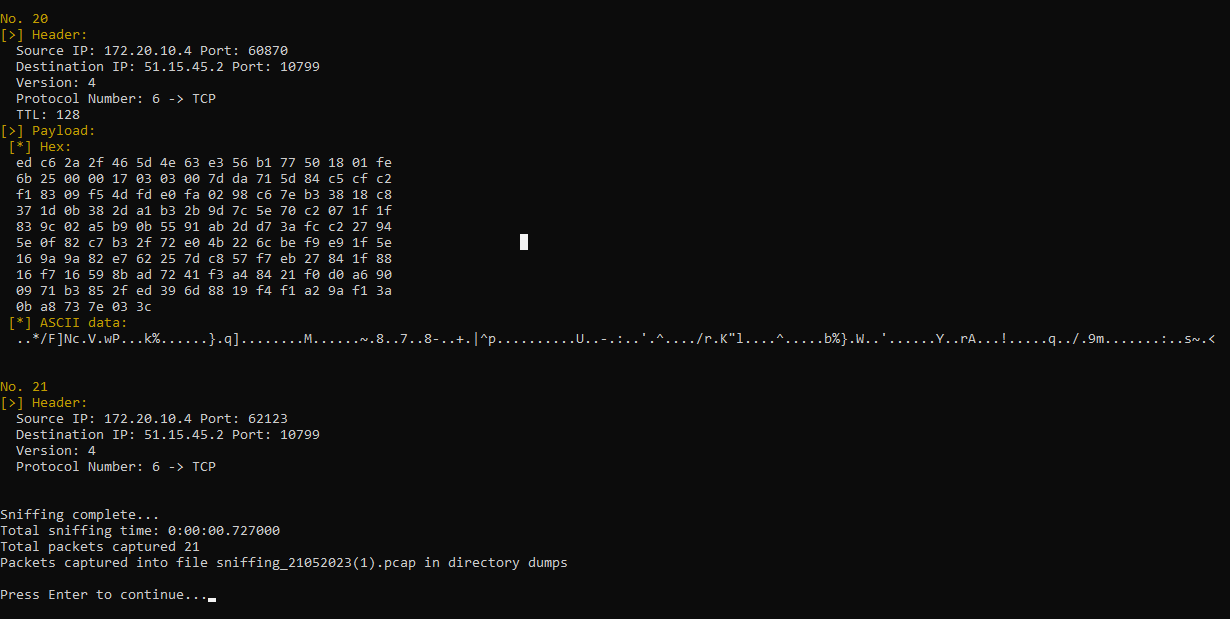 No. 20
[>] Header:
Source IP: 172.20.10.4 Port: 60870
Destination IP: 51.15.45.2 Port: 10799
Version: 4
Protocol Number: 6 -> TCP
TTL: 128
[>] Payload:
[*] Hex:
ed c6 2a 2f 46 5d 4e 63 e3 56 b1 77 50 18 01 fe
6b 25 00 00 17 03 03 00 7d da 71 5d 84 c5 cf c2
f1 83 09 f5 4d fd e0 fa 02 98 c6 7e b3 38 18 c8
37 1d 0b 38 2d a1 b3 2b 9d 7c 5e 70 c2 07 1f 1f
83 9c 02 a5 b9 0b 55 91 ab 2d d7 3a fc c2 27 94
5e 0f 82 c7 b3 2f 72 e0 4b 22 6c be f9 e9 1f 5e
16 9a 9a 82 e7 62 25 7d c8 57 f7 eb 27 84 1f 88
16 f7 16 59 8b ad 72 41 f3 a4 84 21 f0 d0 a6 90
09 71 b3 85 2f ed 39 6d 88 19 f4 f1 a2 9a f1 3a
0b a8 73 7e 03 3c
[*] ASCII data:
..*/F]Nc.V.wP...k%......}.q]........M......~.8..7..8-..+.|^p..........U..-.:..'.^..../r.K"l....^.....b%}.W..'......Y..rA...!.....q../.9m.......:..s~.<
No. 21
[>] Header:
Source IP: 172.20.10.4 Port: 62123
Destination IP: 51.15.45.2 Port: 10799
Version: 4
Protocol Number: 6 -> TCP
Sniffing complete...
Total sniffing time: 0:00:00.727000
Total packets captured 21
Packets captured into file sniffing_21052023(1).pcap in directory dumps
Press Enter to continue...